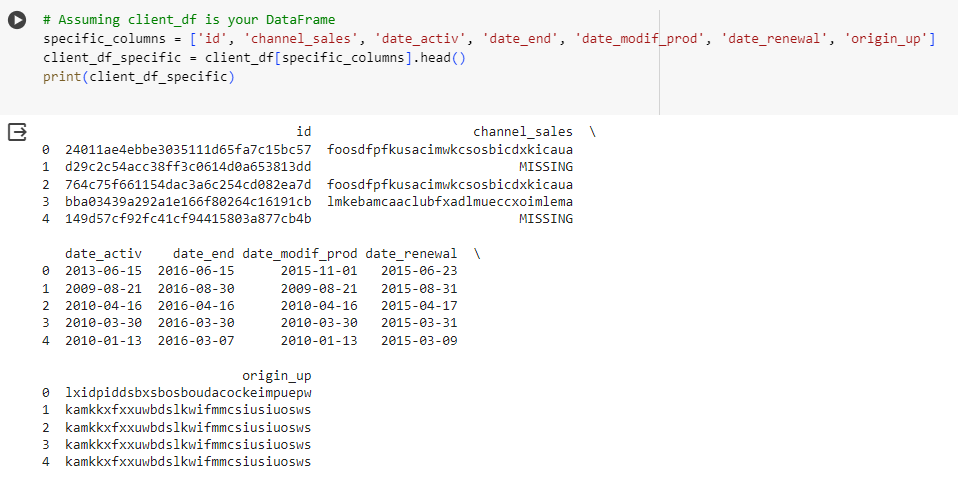 # Assuming client_df is your DataFrame
specific_columns = ['id', 'channel_sales', 'date_activ', 'date_end', 'date_modif_prod', 'date_renewal', 'origin_up']
client_df_specific = client_df[specific_columns].head()
print(client_df_specific)
id channel_sales \
0 24011ae4ebbe3035111d65fa7c15bc57 foosdfpfkusacimwkcsosbicdxkicaua
1 d29c2c54acc38ff3c0614d0a653813dd MISSING
2 764c75f661154dac3a6c254cd082ea7d foosdfpfkusacimwkcsosbicdxkicaua
3 bba03439a292a1e166f80264c16191cb lmkebamcaaclubfxadlmueccxoimlema
4 149d57cf92fc41cf94415803a877cb4b MISSING
date_activ date_end date_modif_prod date_renewal \
0 2013-06-15 2016-06-15 2015-11-01 2015-06-23
1 2009-08-21 2016-08-30 2009-08-21 2015-08-31
2 2010-04-16 2016-04-16 2010-04-16 2015-04-17
3 2010-03-30 2016-03-30 2010-03-30 2015-03-31
4 2010-01-13 2016-03-07 2010-01-13 2015-03-09
origin_up
0 lxidpiddsbxsbosboudacockeimpuepw
1 kamkkxfxxuwbdslkwifmmcsiusiuosws
2 kamkkxfxxuwbdslkwifmmcsiusiuosws
3 kamkkxfxxuwbdslkwifmmcsiusiuosws
4 kamkkxfxxuwbdslkwifmmcsiusiuosws